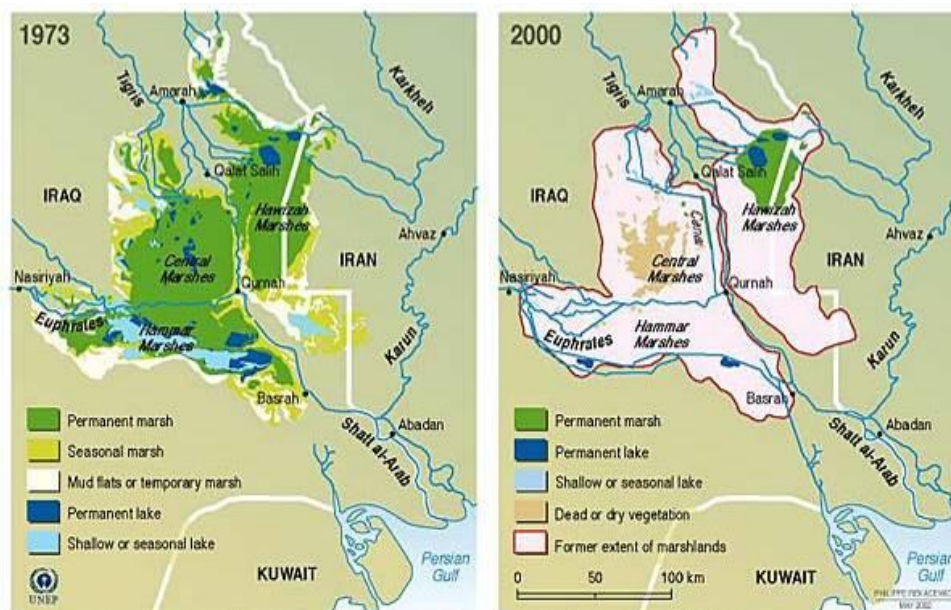 1973
Tigris
Karkheh
Amarah
Qalat Salih
IRAQ
Hawizah
Marshes
Ahvaz
Central
Marshes
IRAN
Nasiriyah
Qurnah
Euphrates
Hammar
Marshes
Karun
Basrah
Abadan
Shatt al-Arab
Permanent marsh
Seasonal marsh
Mud flats or temporary marsh
Permanent lake
Shallow or seasonal lake
UNEP
KUWAIT
Persian
Gulf
2000
Tigris
Karkheh
Amarah
Qalat Salih
IRAQ
Hawizah
Marshes
Canal
Ahvaz
Central
Marshes
IRAN
Nasiriyah
Qurnah
Euphrates
Hammar
Marshes
Karun
Basrah
Abadan
Shatt al-Arab
Permanent marsh
Permanent lake
Shallow or seasonal lake
Dead or dry vegetation
Former extent of marshlands
0 50 100 km
KUWAIT
Persian
Gulf
PHILIPPE REKACEWICZ